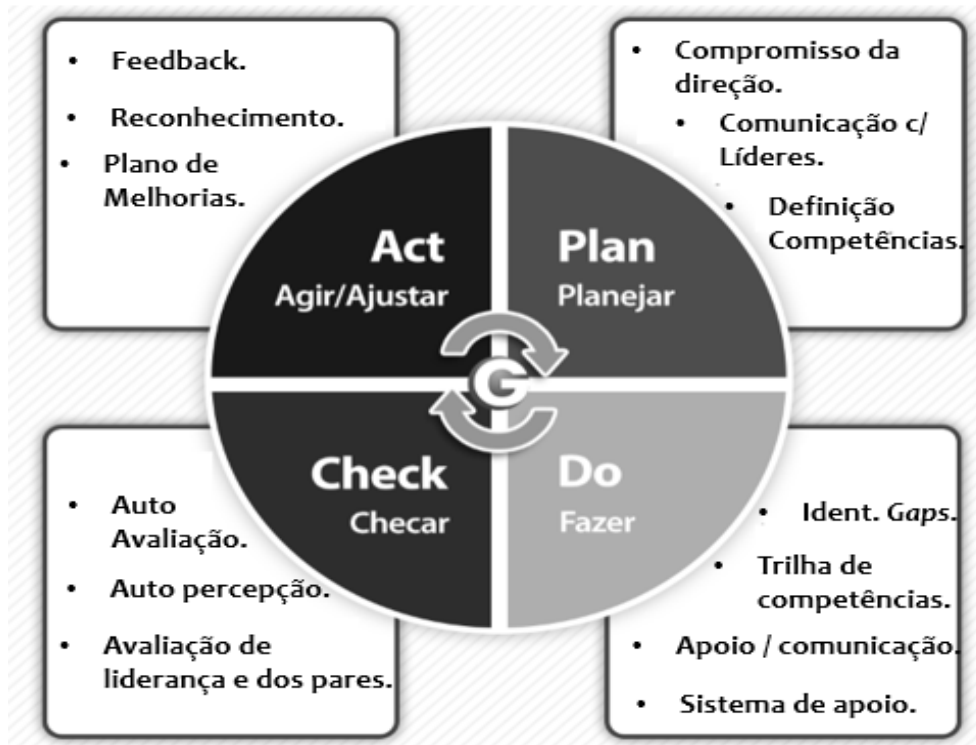 • Feedback.
• Reconhecimento.
• Plano de
Melhorias.
• Compromisso da
direção.
• Comunicação c/
Líderes.
• Definição
Competências.
Act
Agir/Ajustar
Plan
Planejar
G
Check
Checar
Do
Fazer
• Auto
Avaliação.
• Auto percepção.
• Avaliação de
liderança e dos pares.
• Ident. Gaps.
• Trilha de
competências.
• Apoio / comunicação.
• Sistema de apoio.